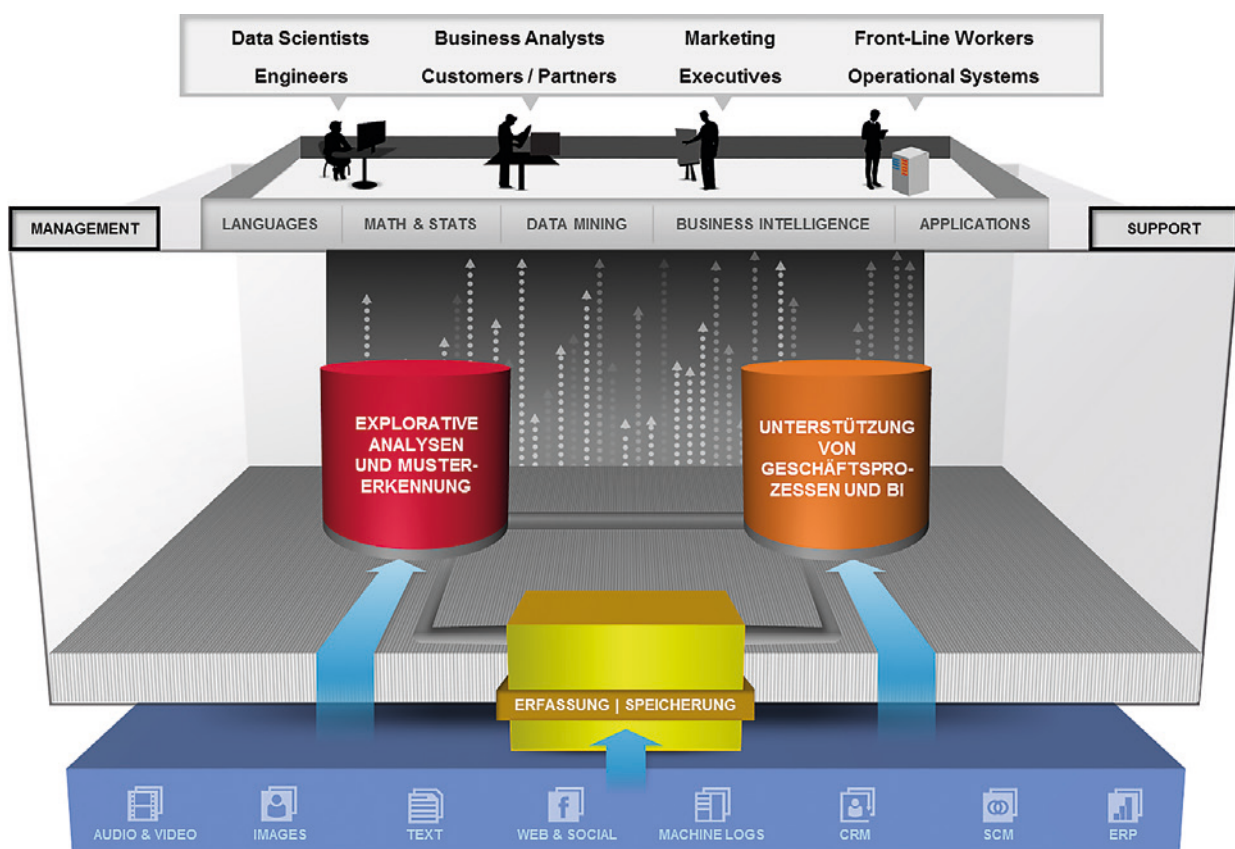 Data Scientists
Business Analysts
Marketing
Front-Line Workers
Engineers
Customers / Partners
Executives
Operational Systems
MANAGEMENT
LANGUAGES
MATH & STATS
DATA MINING
BUSINESS INTELLIGENCE
APPLICATIONS
SUPPORT
EXPLORATIVE
ANALYSEN
UND MUSTER-
ERKENNUNG
UNTERSTÜTZUNG
VON
GESCHÄFTSPRO-
ZESSEN UND BI
ERFASSUNG | SPEICHERUNG
AUDIO & VIDEO
IMAGES
TEXT
WEB & SOCIAL
MACHINE LOGS
CRM
SCM
ERP